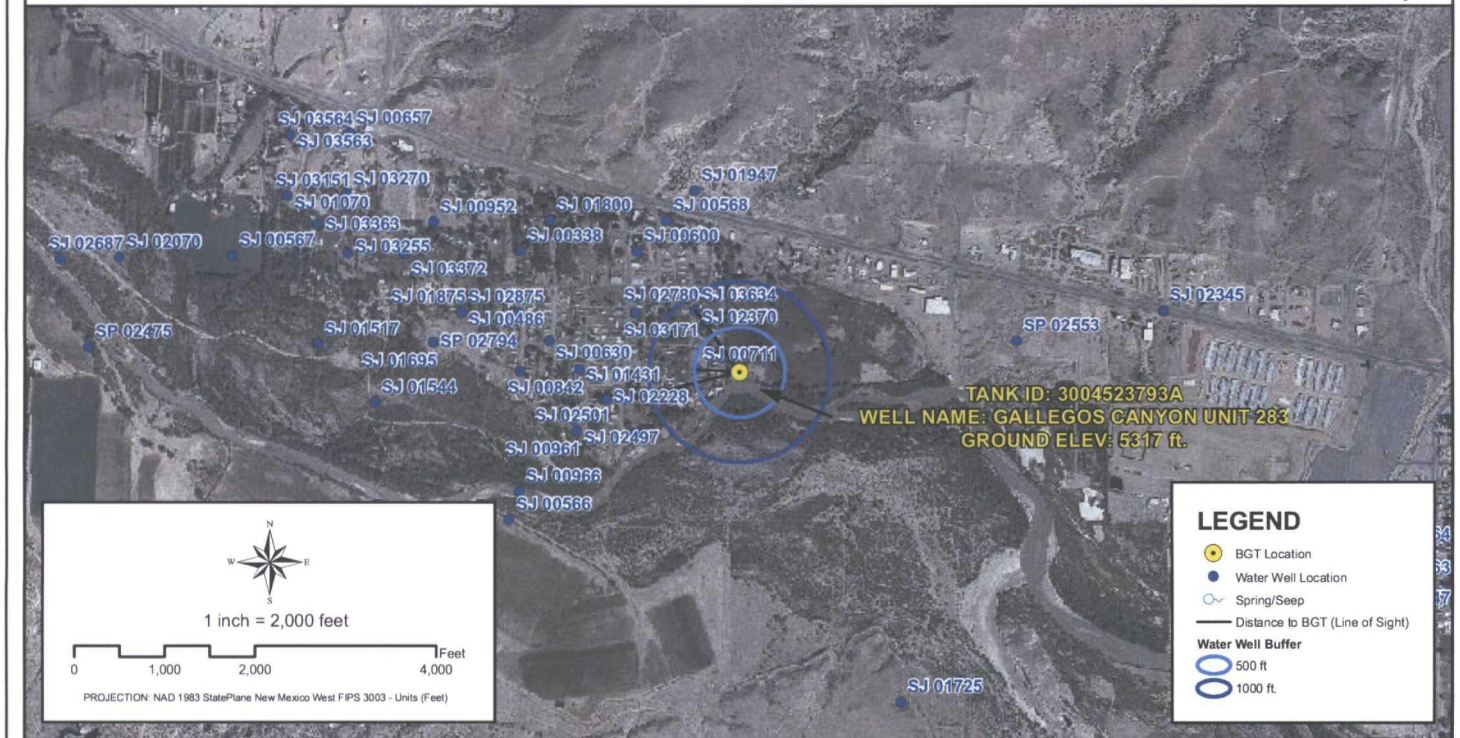 SJ 03564 SJ 00657
SJ 03563
SJ 03151 SJ 03270
SJ 01070
SJ 01947
SJ 00952
SJ 01800
SJ 00568
SJ 03363
SJ 02687 SJ 02070
SJ 00567
SJ 03255
SJ 00338
SJ 00600
SJ 03372
SJ 01875 SJ 02875
SJ 02780 SJ 03634
SJ 02345
SJ 00486
SJ 02370
SP 02475
SJ 01517
SP 02794
SJ 03171
SP 02553
SJ 01695
SJ 00630
SJ 00711
SJ 01544
SJ 00842
SJ 01431
SJ 02228
SJ 02501
SJ 02497
SJ 00961
SJ 00966
SJ 00566
SJ 01725
TANK ID: 3004523793A
WELL NAME: GALLEGOS CANYON UNIT 283
GROUND ELEV: 5317 ft.
N
W E
S
1 inch = 2,000 feet
0 1,000 2,000 4,000 Feet
PROJECTION: NAD 1983 StatePlane New Mexico West FIPS 3003 - Units (Feet)
LEGEND
BGT Location
Water Well Location
Spring/Seep
Distance to BGT (Line of Sight)
Water Well Buffer
500 ft
1000 ft.